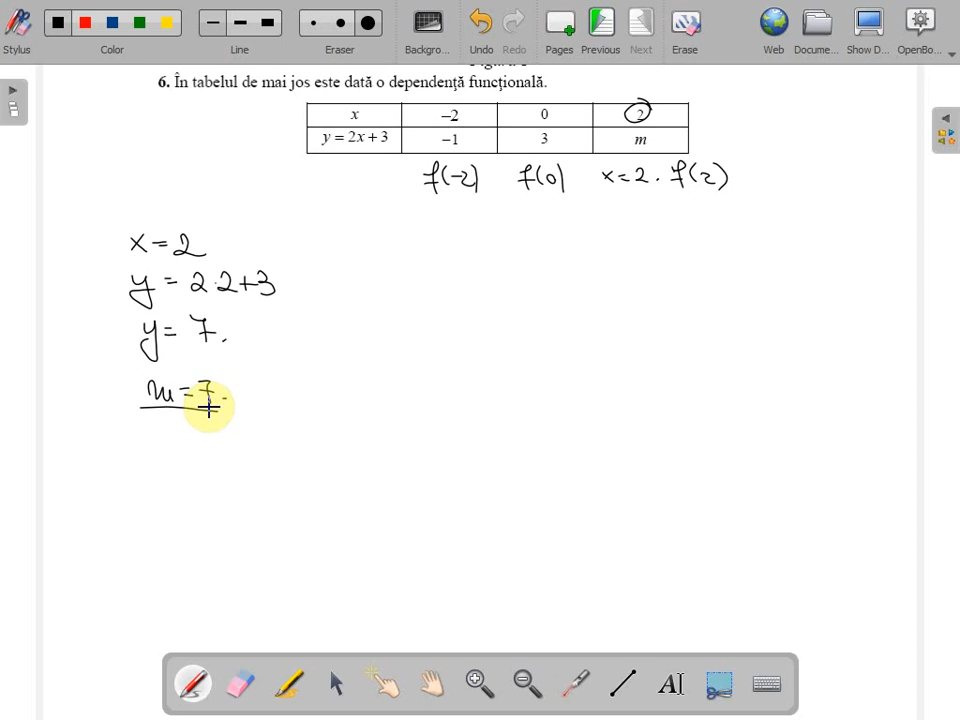 Color Line Eraser Backgro... Undo Redo Pages Previous Next Erase Web Docume... Show D... OpenBo...
Stylus
6. În tabelul de mai jos este dată o dependenţă funcţională.
x −2 0 2
y = 2x + 3 −1 3 m
f(-2) f(0) x = 2 . f(2)
x = 2
y = 2·2+3
y = 7.
m = 7.